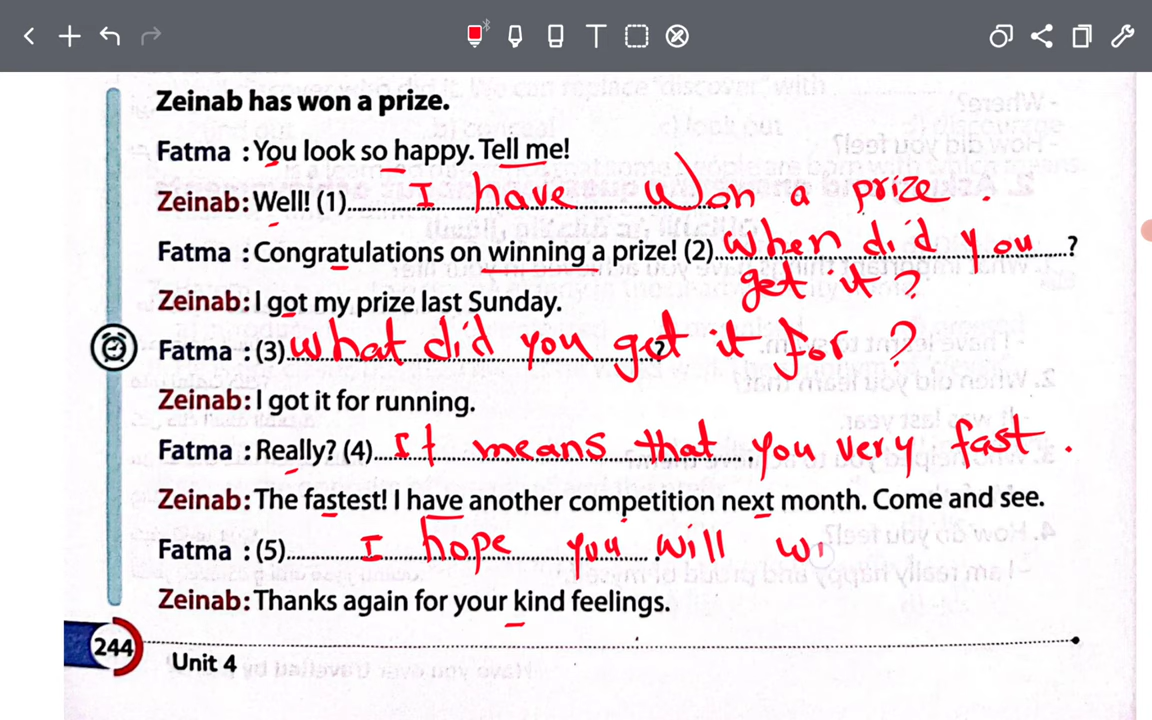 Zeinab has won a prize.
Fatma : You look so happy. Tell me!
Zeinab: Well! (1) I have won a prize.
Fatma : Congratulations on winning a prize! (2) When did you ?
get it ?
Zeinab: I got my prize last Sunday.
Fatma : (3) What did you get it for ?
Zeinab: I got it for running.
Fatma : Really? (4) It means that you very fast.
Zeinab: The fastest! I have another competition next month. Come and see.
Fatma : (5) I hope you will wi
Zeinab: Thanks again for your kind feelings.
244
Unit 4